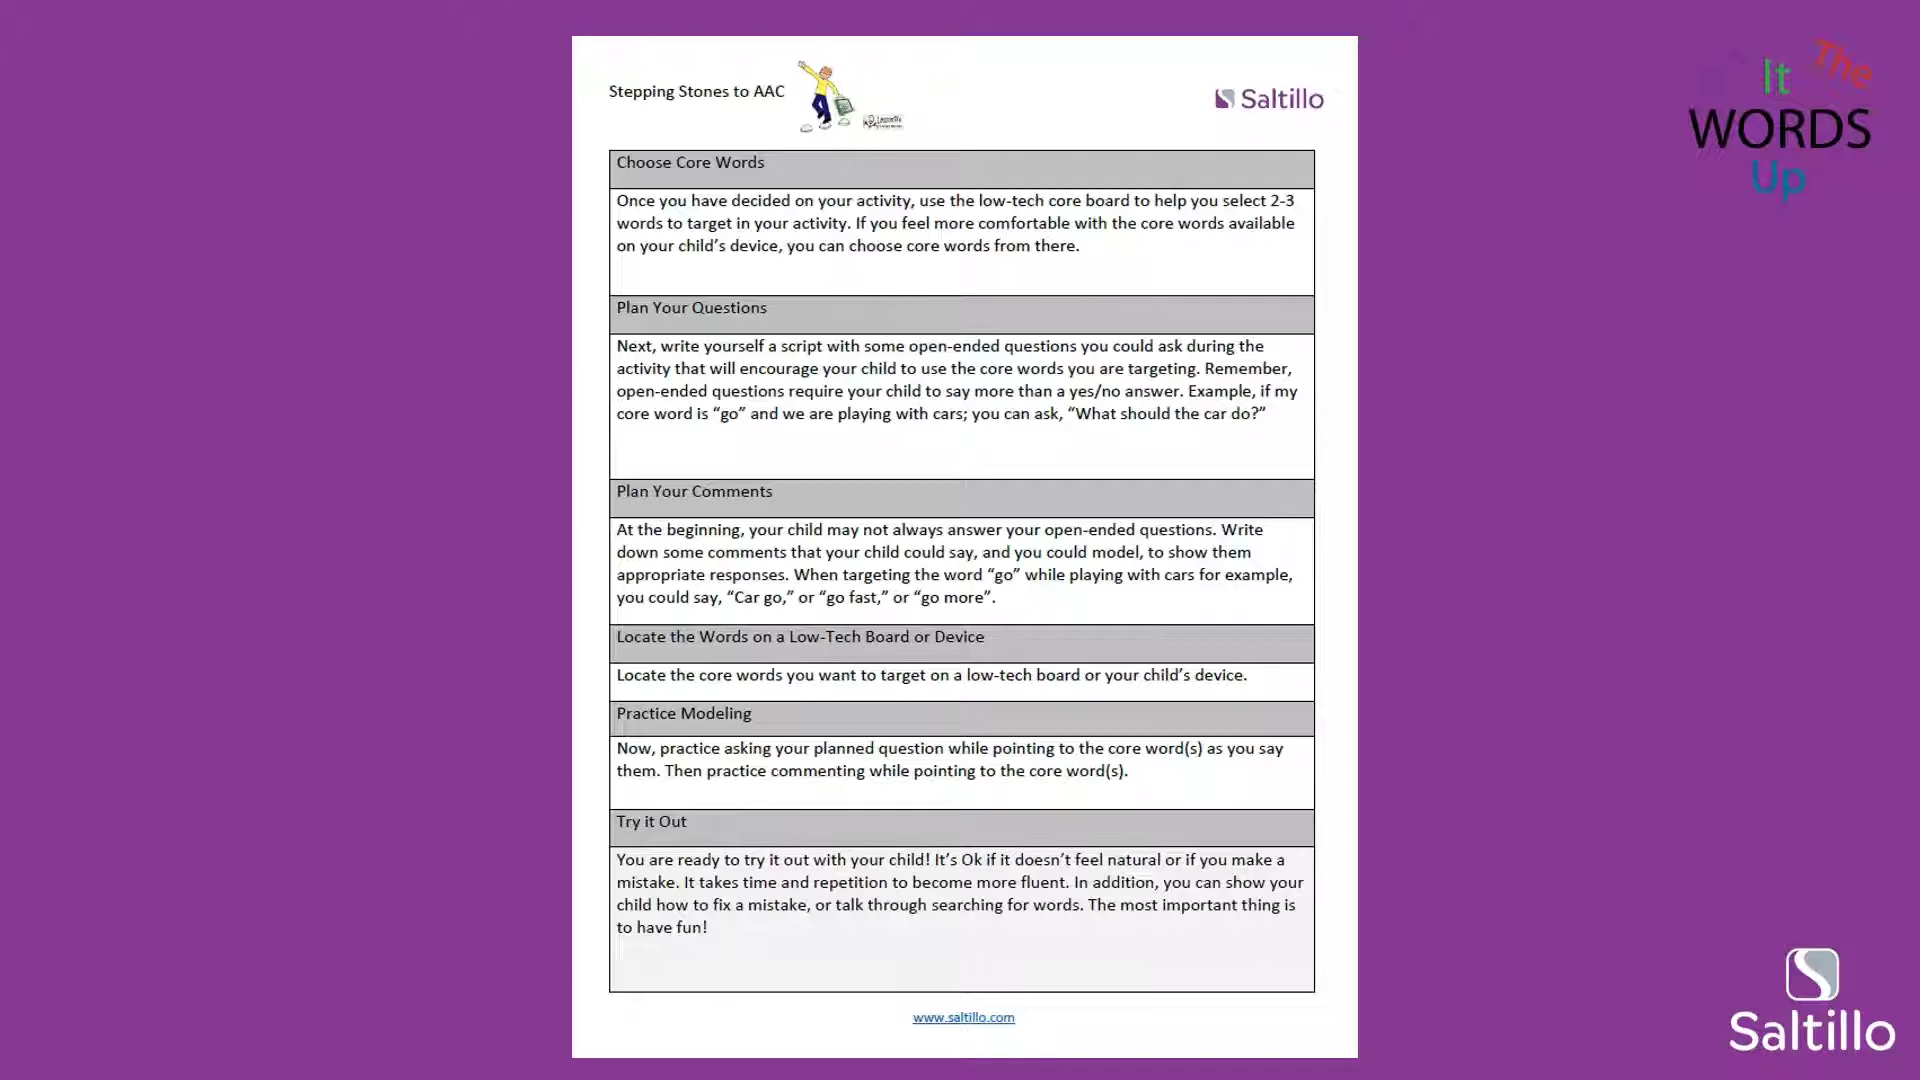 Stepping Stones to AAC
Saltillo
The
It
WORDS
Up
Choose Core Words
Once you have decided on your activity, use the low-tech core board to help you select 2-3
words to target in your activity. If you feel more comfortable with the core words available
on your child’s device, you can choose core words from there.
Plan Your Questions
Next, write yourself a script with some open-ended questions you could ask during the
activity that will encourage your child to use the core words you are targeting. Remember,
open-ended questions require your child to say more than a yes/no answer. Example, if my
core word is “go” and we are playing with cars; you can ask, “What should the car do?”
Plan Your Comments
At the beginning, your child may not always answer your open-ended questions. Write
down some comments that your child could say, and you could model, to show them
appropriate responses. When targeting the word “go” while playing with cars for example,
you could say, “Car go,” or “go fast,” or “go more”.
Locate the Words on a Low-Tech Board or Device
Locate the core words you want to target on a low-tech board or your child’s device.
Practice Modeling
Now, practice asking your planned question while pointing to the core word(s) as you say
them. Then practice commenting while pointing to the core word(s).
Try it Out
You are ready to try it out with your child! It’s Ok if it doesn’t feel natural or if you make a
mistake. It takes time and repetition to become more fluent. In addition, you can show your
child how to fix a mistake, or talk through searching for words. The most important thing is
to have fun!
www.saltillo.com
Saltillo